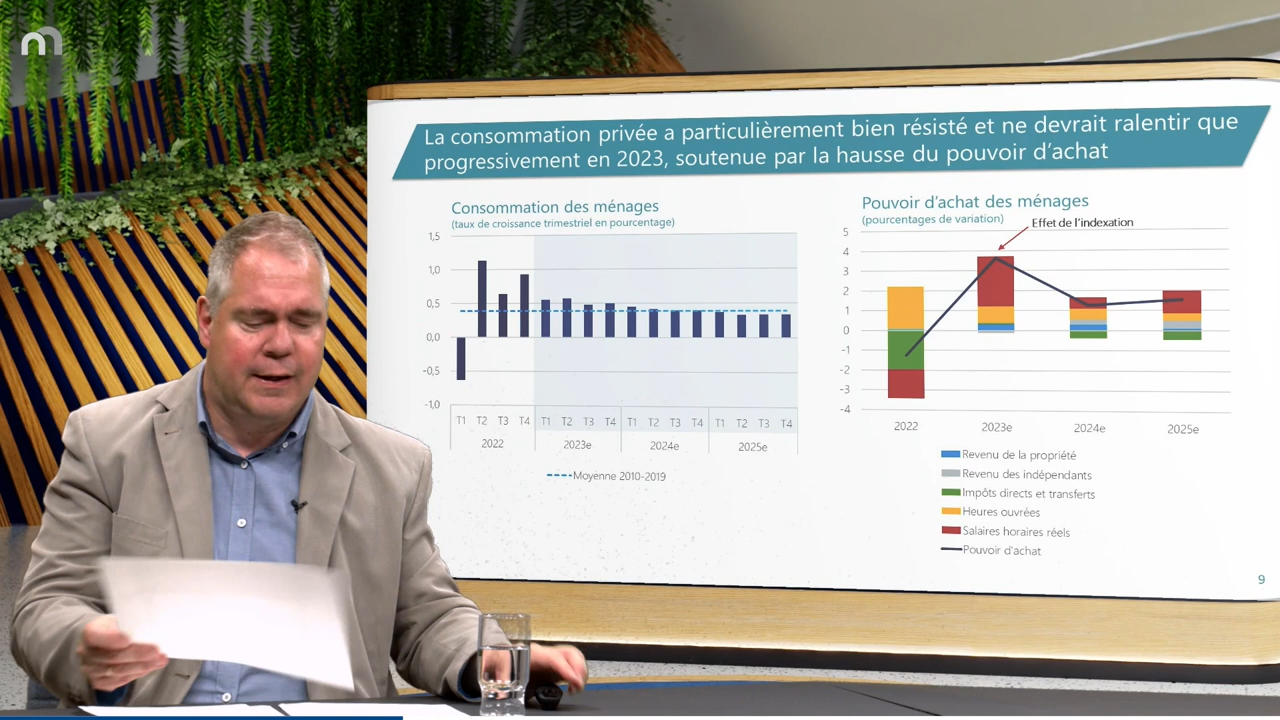 La consommation privée a particulièrement bien résisté et ne devrait ralentir que
progressivement en 2023, soutenue par la hausse du pouvoir d'achat
Consommation des ménages
(taux de croissance trimestriel en pourcentage)
1,5
1,0
0,5
0,0
-0,5
-1,0
T1 T2 T3 T4 T1 T2 T3 T4 T1 T2 T3 T4 T1 T2 T3 T4
2022 2023e 2024e 2025e
Moyenne 2010-2019
Pouvoir d'achat des ménages
(pourcentages de variation)
Effet de l'indexation
5
4
3
2
1
0
-1
-2
-3
-4
2022 2023e 2024e 2025e
Revenu de la propriété
Revenu des indépendants
Impôts directs et transferts
Heures ouvrées
Salaires horaires réels
Pouvoir d'achat
9